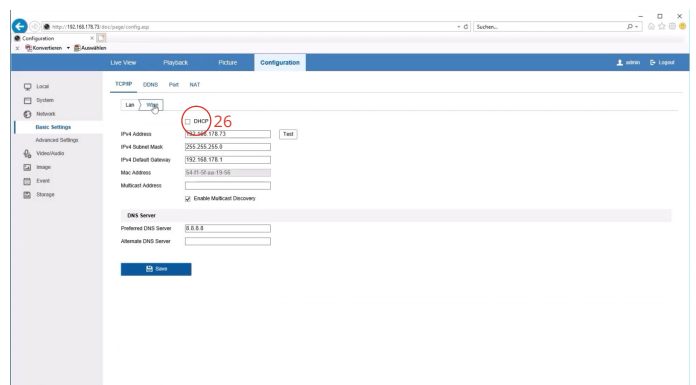 http://192.168.178.73/doc/page/config.asp
Suchen...
Configuration
Konvertieren
Auswählen
Live View
Playback
Picture
Configuration
admin
Logout
Local
System
Network
Basic Settings
Advanced Settings
Video/Audio
Image
Event
Storage
TCP/IP
DDNS
Port
NAT
Lan
Wlan
DHCP
26
IPv4 Address
192.168.178.73
Test
IPv4 Subnet Mask
255.255.255.0
IPv4 Default Gateway
192.168.178.1
Mac Address
Multicast Address
Enable Multicast Discovery
DNS Server
Preferred DNS Server
8.8.8.8
Alternate DNS Server
Save